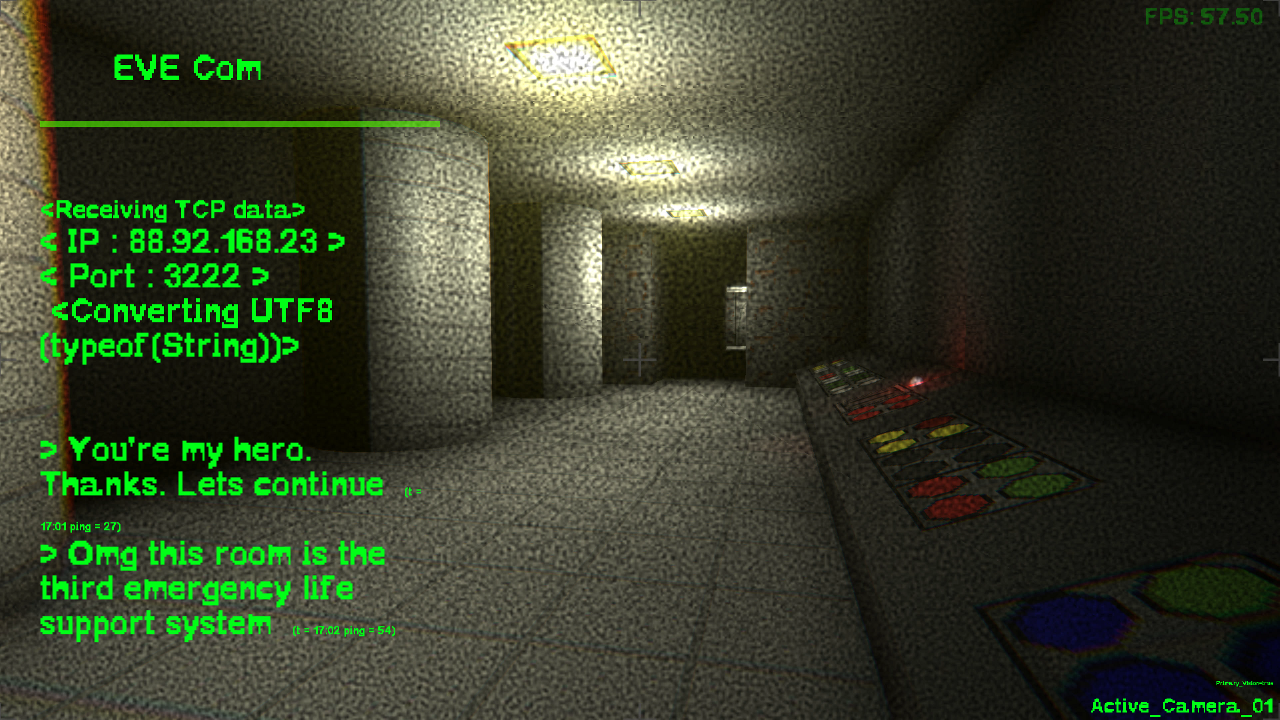 FPS: 57.50
EVE Com
<Receiving TCP data>
< IP : 88.92.168.23 >
< Port : 3222 >
<Converting UTF8
(typeof(String))>
> You're my hero.
Thanks. Lets continue (t =
17:01 ping = 27)
> Omg this room is the
third emergency life
support system (t = 17:02 ping = 54)
Active_Camera_01